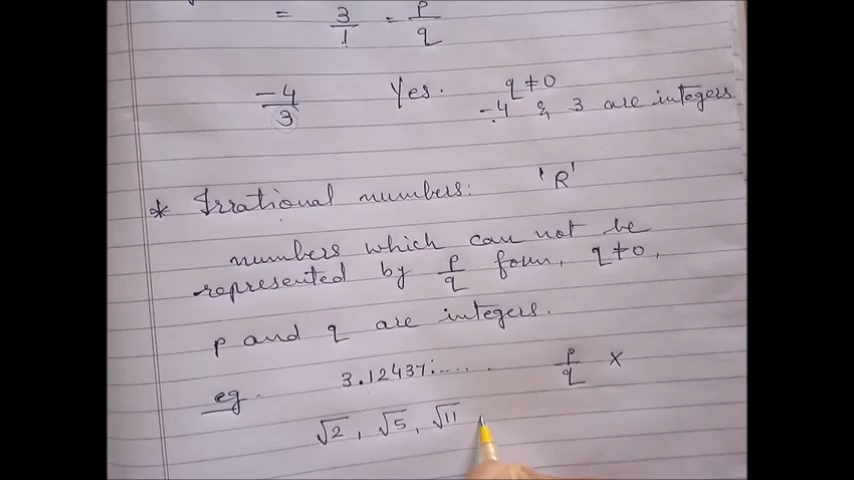 = 3/1 = p/q
-4/3 Yes. q≠0
-4 & 3 are integers
* Irrational numbers: 'R'
numbers which can not be
represented by p/q form, q≠0,
p and q are integers.
eg. 3.12437:..... p/q ×
√2, √5, √11